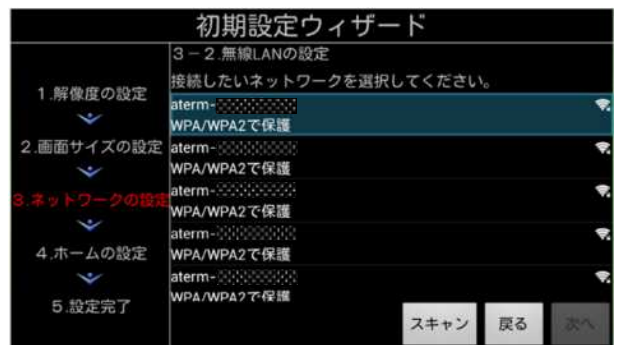 初期設定ウィザード
1.解像度の設定
2.画面サイズの設定
3.ネットワークの設定
4.ホームの設定
5.設定完了
3-2.無線LANの設定
接続したいネットワークを選択してください。
aterm-
WPA/WPA2で保護
aterm-
WPA/WPA2で保護
aterm-
WPA/WPA2で保護
aterm-
WPA/WPA2で保護
aterm-
WPA/WPA2で保護
スキャン 戻る 次へ